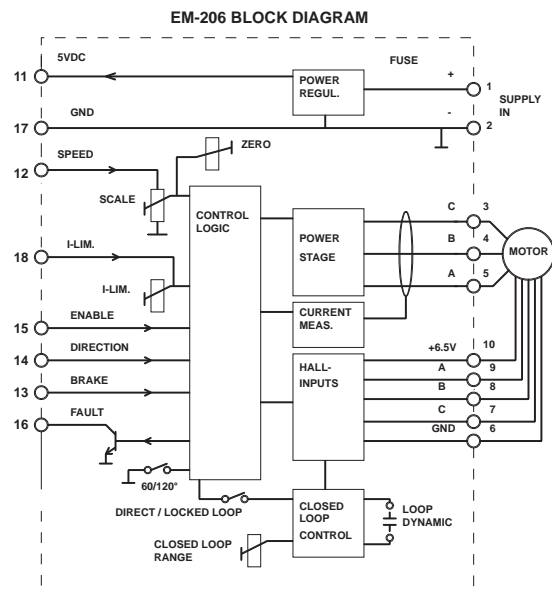 EM-206 BLOCK DIAGRAM
5VDC
11
POWER
REGUL.
FUSE
+
1
SUPPLY
IN
GND
17
-
2
SPEED
12
ZERO
SCALE
CONTROL
LOGIC
POWER
STAGE
C
3
B
4
A
5
MOTOR
I-LIM.
18
I-LIM.
CURRENT
MEAS.
ENABLE
15
DIRECTION
14
BRAKE
13
FAULT
16
HALL-
INPUTS
+6.5V
10
A
9
B
8
C
7
GND
6
60/120°
DIRECT / LOCKED LOOP
CLOSED
LOOP
CONTROL
LOOP
DYNAMIC
CLOSED LOOP
RANGE